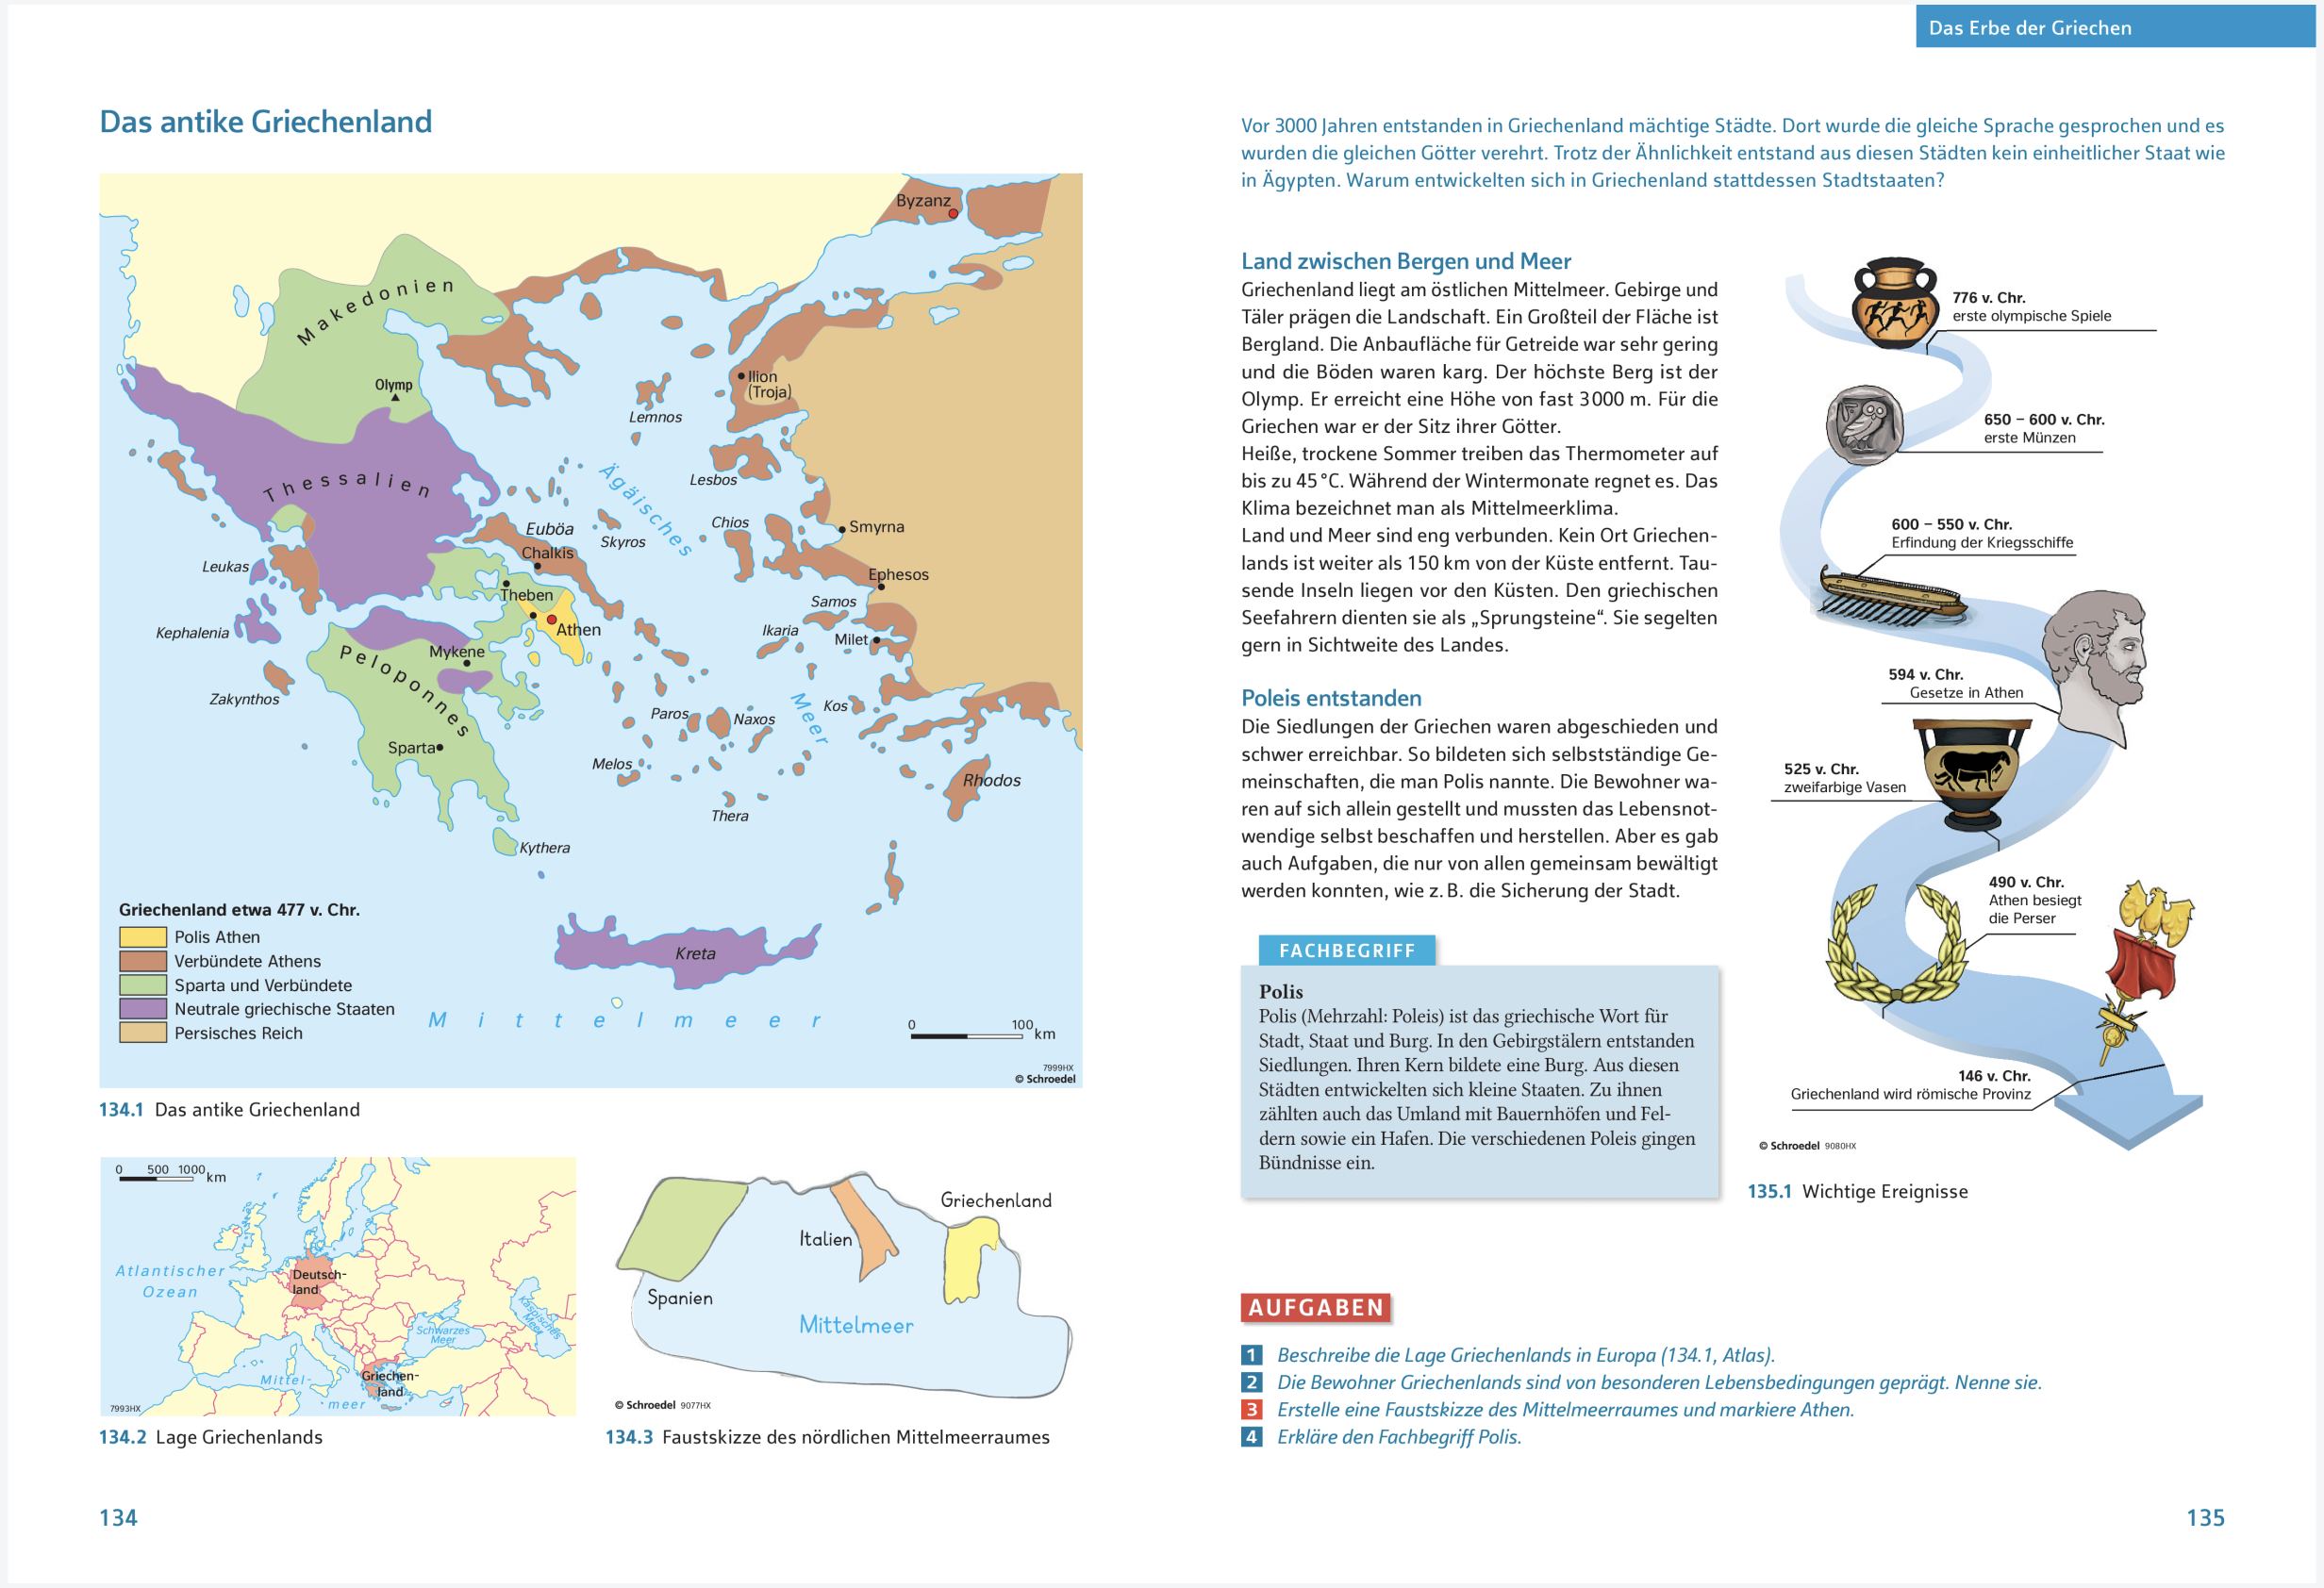 Das Erbe der Griechen
Das antike Griechenland
Byzanz
Makedonien
Olymp
Ilion
(Troja)
Lemnos
Thessalien
Lesbos
Ägäisches
Euböa
Skyros
Chios
Smyrna
Chalkis
Leukas
Ephesos
Theben
Samos
Athen
Ikaria
Kephalenia
Milet
Mykene
Peloponnes
Zakynthos
Meer
Kos
Paros
Naxos
Sparta
Melos
Rhodos
Thera
Kythera
Griechenland etwa 477 v. Chr.
Polis Athen
Verbündete Athens
Sparta und Verbündete
Neutrale griechische Staaten
Persisches Reich
Kreta
Mittelmeer
0 100 km
7999HX
© Schroedel
134.1 Das antike Griechenland
0 500 1000 km
Atlantischer
Ozean
Deutsch-
land
Kaspisches
Meer
Schwarzes
Meer
Griechen-
land
Mittel-
meer
7993HX
134.2 Lage Griechenlands
Griechenland
Italien
Spanien
Mittelmeer
© Schroedel 9077HX
134.3 Faustskizze des nördlichen Mittelmeerraumes
134
Vor 3000 Jahren entstanden in Griechenland mächtige Städte. Dort wurde die gleiche Sprache gesprochen und es
wurden die gleichen Götter verehrt. Trotz der Ähnlichkeit entstand aus diesen Städten kein einheitlicher Staat wie
in Ägypten. Warum entwickelten sich in Griechenland stattdessen Stadtstaaten?
Land zwischen Bergen und Meer
Griechenland liegt am östlichen Mittelmeer. Gebirge und
Täler prägen die Landschaft. Ein Großteil der Fläche ist
Bergland. Die Anbaufläche für Getreide war sehr gering
und die Böden waren karg. Der höchste Berg ist der
Olymp. Er erreicht eine Höhe von fast 3000 m. Für die
Griechen war er der Sitz ihrer Götter.
Heiße, trockene Sommer treiben das Thermometer auf
bis zu 45 °C. Während der Wintermonate regnet es. Das
Klima bezeichnet man als Mittelmeerklima.
Land und Meer sind eng verbunden. Kein Ort Griechen-
lands ist weiter als 150 km von der Küste entfernt. Tau-
sende Inseln liegen vor den Küsten. Den griechischen
Seefahrern dienten sie als „Sprungsteine“. Sie segelten
gern in Sichtweite des Landes.
Poleis entstanden
Die Siedlungen der Griechen waren abgeschieden und
schwer erreichbar. So bildeten sich selbstständige Ge-
meinschaften, die man Polis nannte. Die Bewohner wa-
ren auf sich allein gestellt und mussten das Lebensnot-
wendige selbst beschaffen und herstellen. Aber es gab
auch Aufgaben, die nur von allen gemeinsam bewältigt
werden konnten, wie z. B. die Sicherung der Stadt.
FACHBEGRIFF
Polis
Polis (Mehrzahl: Poleis) ist das griechische Wort für
Stadt, Staat und Burg. In den Gebirgstälern entstanden
Siedlungen. Ihren Kern bildete eine Burg. Aus diesen
Städten entwickelten sich kleine Staaten. Zu ihnen
zählten auch das Umland mit Bauernhöfen und Fel-
dern sowie ein Hafen. Die verschiedenen Poleis gingen
Bündnisse ein.
776 v. Chr.
erste olympische Spiele
650 – 600 v. Chr.
erste Münzen
600 – 550 v. Chr.
Erfindung der Kriegsschiffe
594 v. Chr.
Gesetze in Athen
525 v. Chr.
zweifarbige Vasen
490 v. Chr.
Athen besiegt
die Perser
146 v. Chr.
Griechenland wird römische Provinz
© Schroedel 9080HX
135.1 Wichtige Ereignisse
AUFGABEN
1 Beschreibe die Lage Griechenlands in Europa (134.1, Atlas).
2 Die Bewohner Griechenlands sind von besonderen Lebensbedingungen geprägt. Nenne sie.
3 Erstelle eine Faustskizze des Mittelmeerraumes und markiere Athen.
4 Erkläre den Fachbegriff Polis.
135